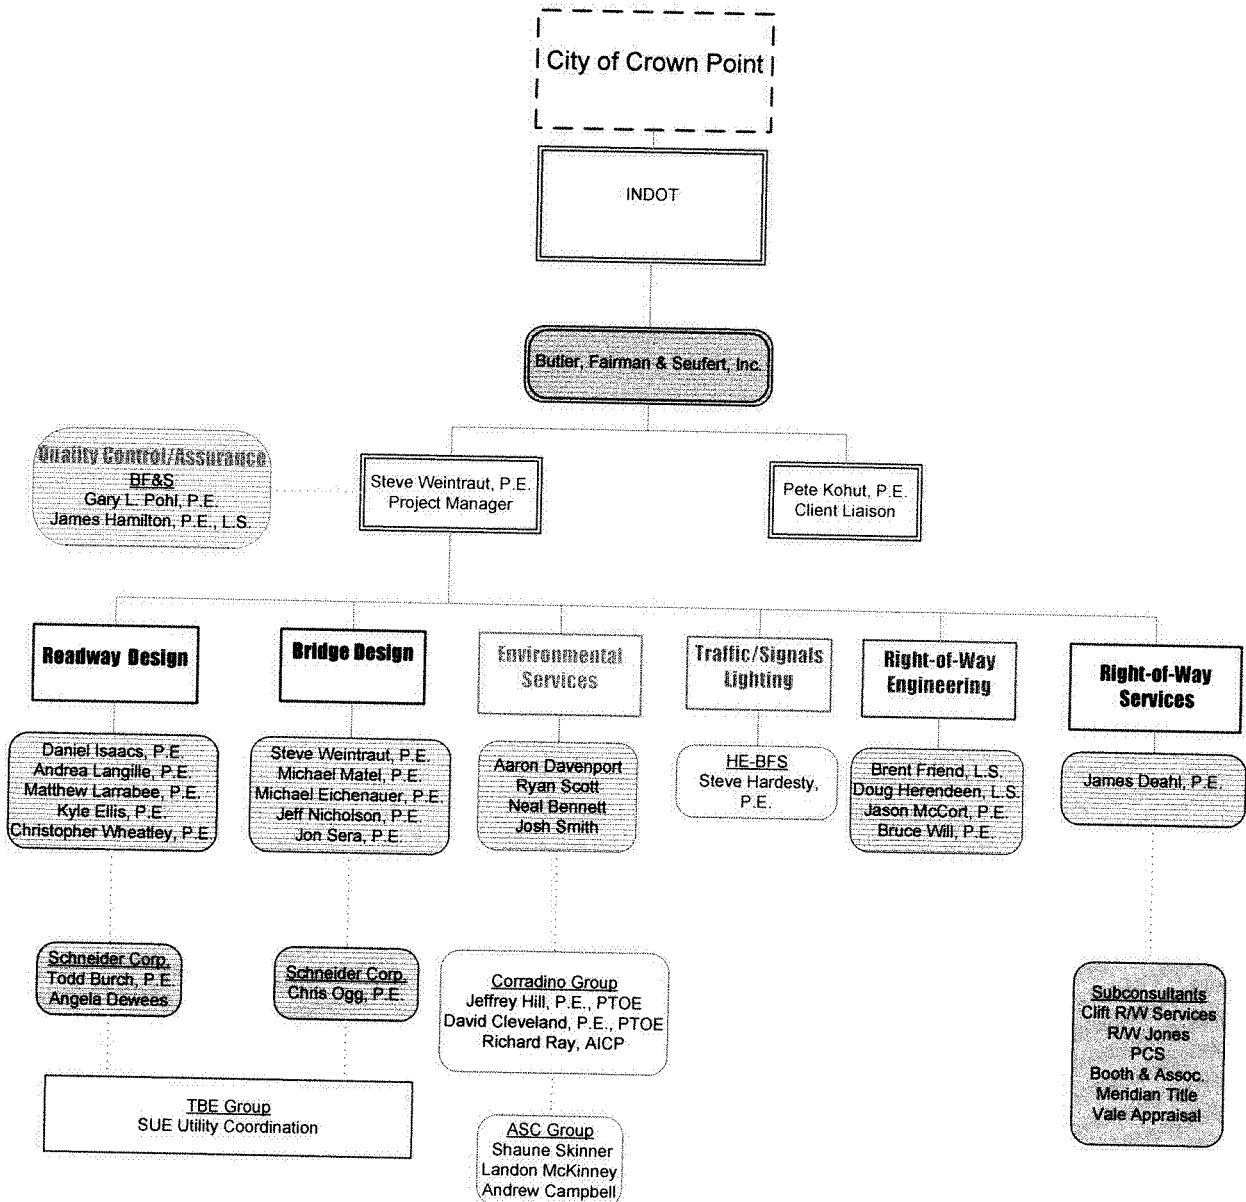 City of Crown Point
INDOT
Butler, Fairman & Seufert, Inc.
Quality Control/Assurance
BF&S
Gary L. Pohl, P.E.
James Hamilton, P.E., L.S.
Steve Weintraut, P.E.
Project Manager
Pete Kohut, P.E.
Client Liaison
Roadway Design
Bridge Design
Environmental
Services
Traffic/Signals
Lighting
Right-of-Way
Engineering
Right-of-Way
Services
Daniel Isaacs, P.E.
Andrea Langille, P.E.
Matthew Larrabee, P.E.
Kyle Ellis, P.E.
Christopher Wheatley, P.E.
Steve Weintraut, P.E.
Michael Matel, P.E.
Michael Eichenauer, P.E.
Jeff Nicholson, P.E.
Jon Sera, P.E.
Aaron Davenport
Ryan Scott
Neal Bennett
Josh Smith
HE-BFS
Steve Hardesty,
P.E.
Brent Friend, L.S.
Doug Herendeen, L.S.
Jason McCort, P.E.
Bruce Will, P.E.
James Deahl, P.E.
Schneider Corp.
Todd Burch, P.E
Angela Dewees
Schneider Corp.
Chris Ogg, P.E.
Corradino Group
Jeffrey Hill, P.E., PTOE
David Cleveland, P.E., PTOE
Richard Ray, AICP
Subconsultants
Clift R/W Services
R/W Jones
PCS
Booth & Assoc.
Meridian Title
Vale Appraisal
TBE Group
SUE Utility Coordination
ASC Group
Shaune Skinner
Landon McKinney
Andrew Campbell